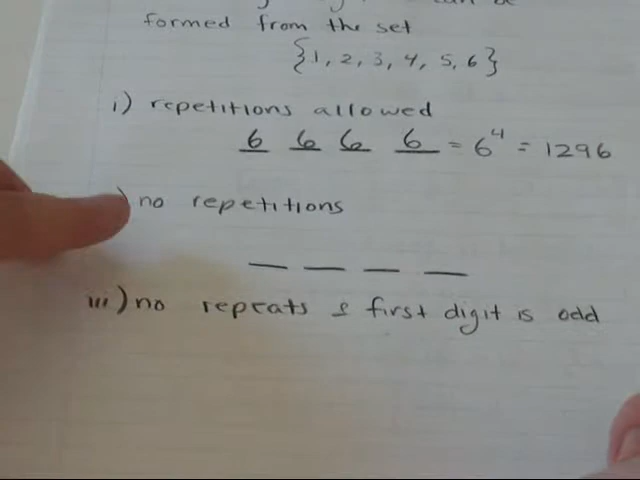 formed from the set
{1, 2, 3, 4, 5, 6}
i) repetitions allowed
6 6 6 6 = 6⁴ = 1296
) no repetitions
iii) no repeats & first digit is odd